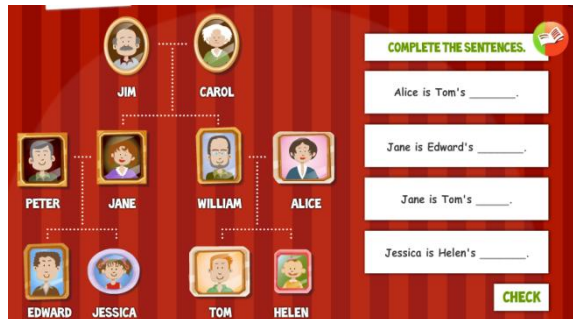 JIM
CAROL
PETER
JANE
WILLIAM
ALICE
EDWARD
JESSICA
TOM
HELEN
COMPLETE THE SENTENCES.
Alice is Tom's _______.
Jane is Edward's _______.
Jane is Tom's _____.
Jessica is Helen's _______.
CHECK